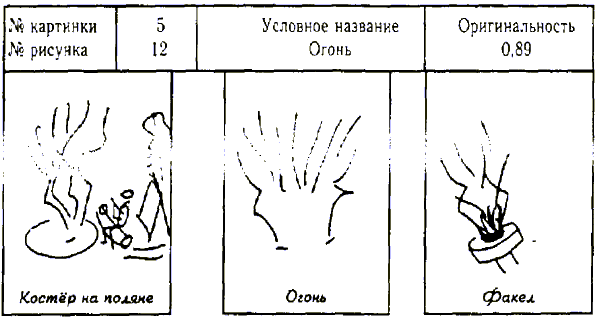 № картинки 5 Условное название Оригинальность
№ рисунка 12 Огонь 0,89
Костёр на поляне
Огонь
Факел